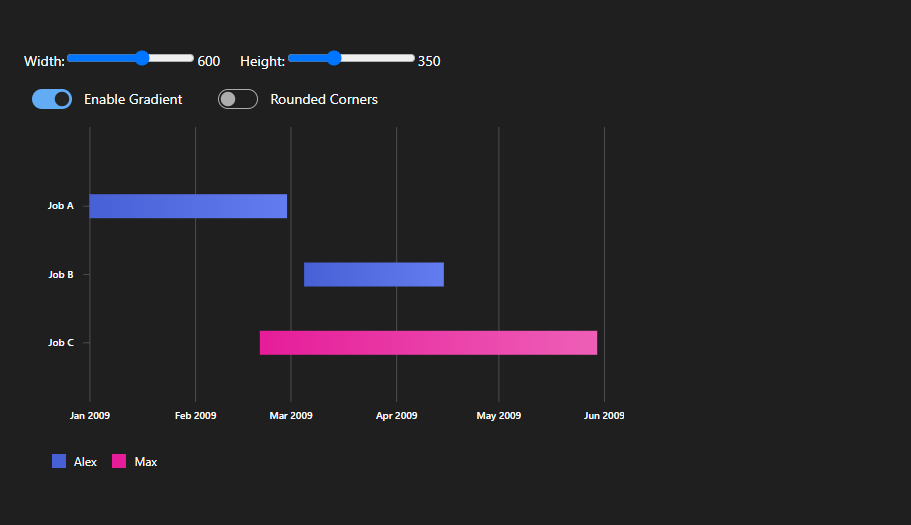 Width: 600 Height: 350
Enable Gradient Rounded Corners
Job A
Job B
Job C
Jan 2009 Feb 2009 Mar 2009 Apr 2009 May 2009 Jun 2009
Alex Max